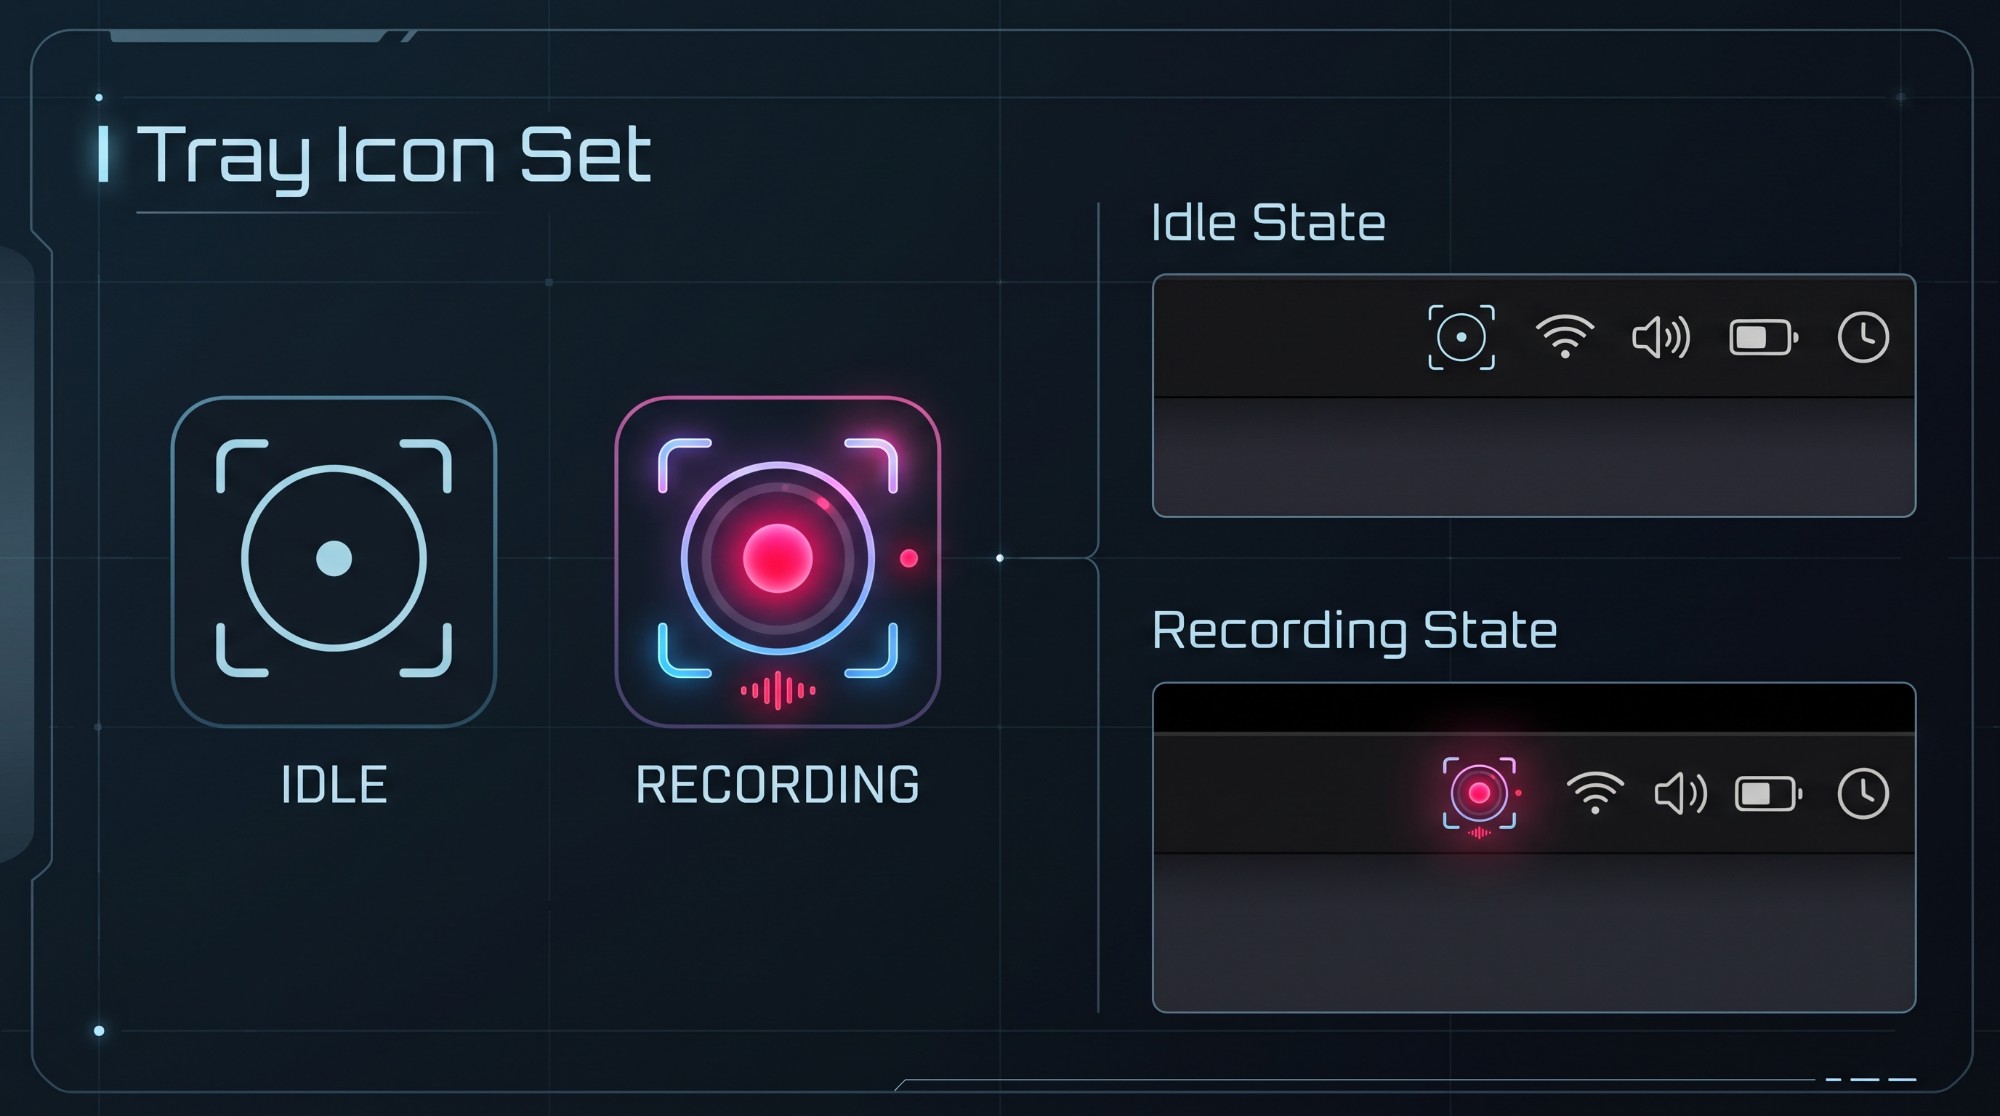 Tray Icon Set
IDLE
RECORDING
Idle State
Recording State